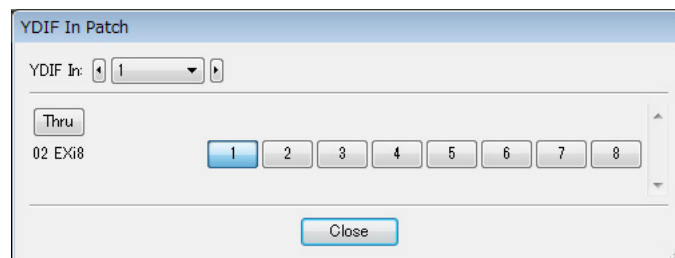 YDIF In Patch
YDIF In: 1
Thru
02 EXi8 1 2 3 4 5 6 7 8
Close